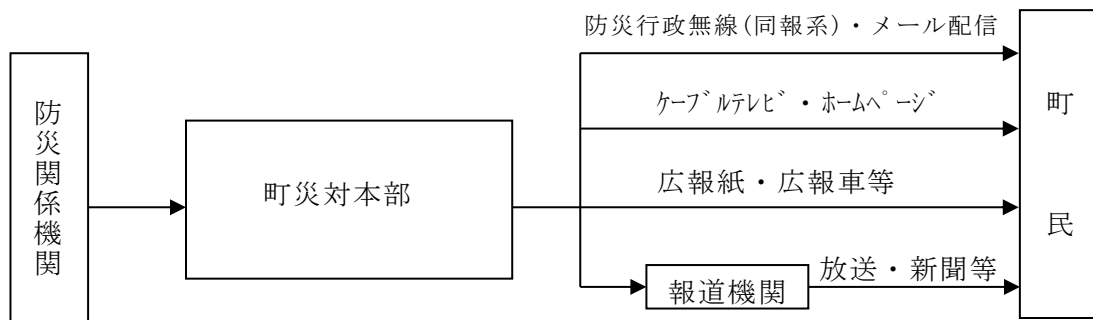 防災関係機関
町災対本部
防災行政無線(同報系)・メール配信
ｹｰﾌﾞﾙﾃﾚﾋﾞ・ﾎｰﾑﾍﾟｰｼﾞ
広報紙・広報車等
報道機関
放送・新聞等
町民